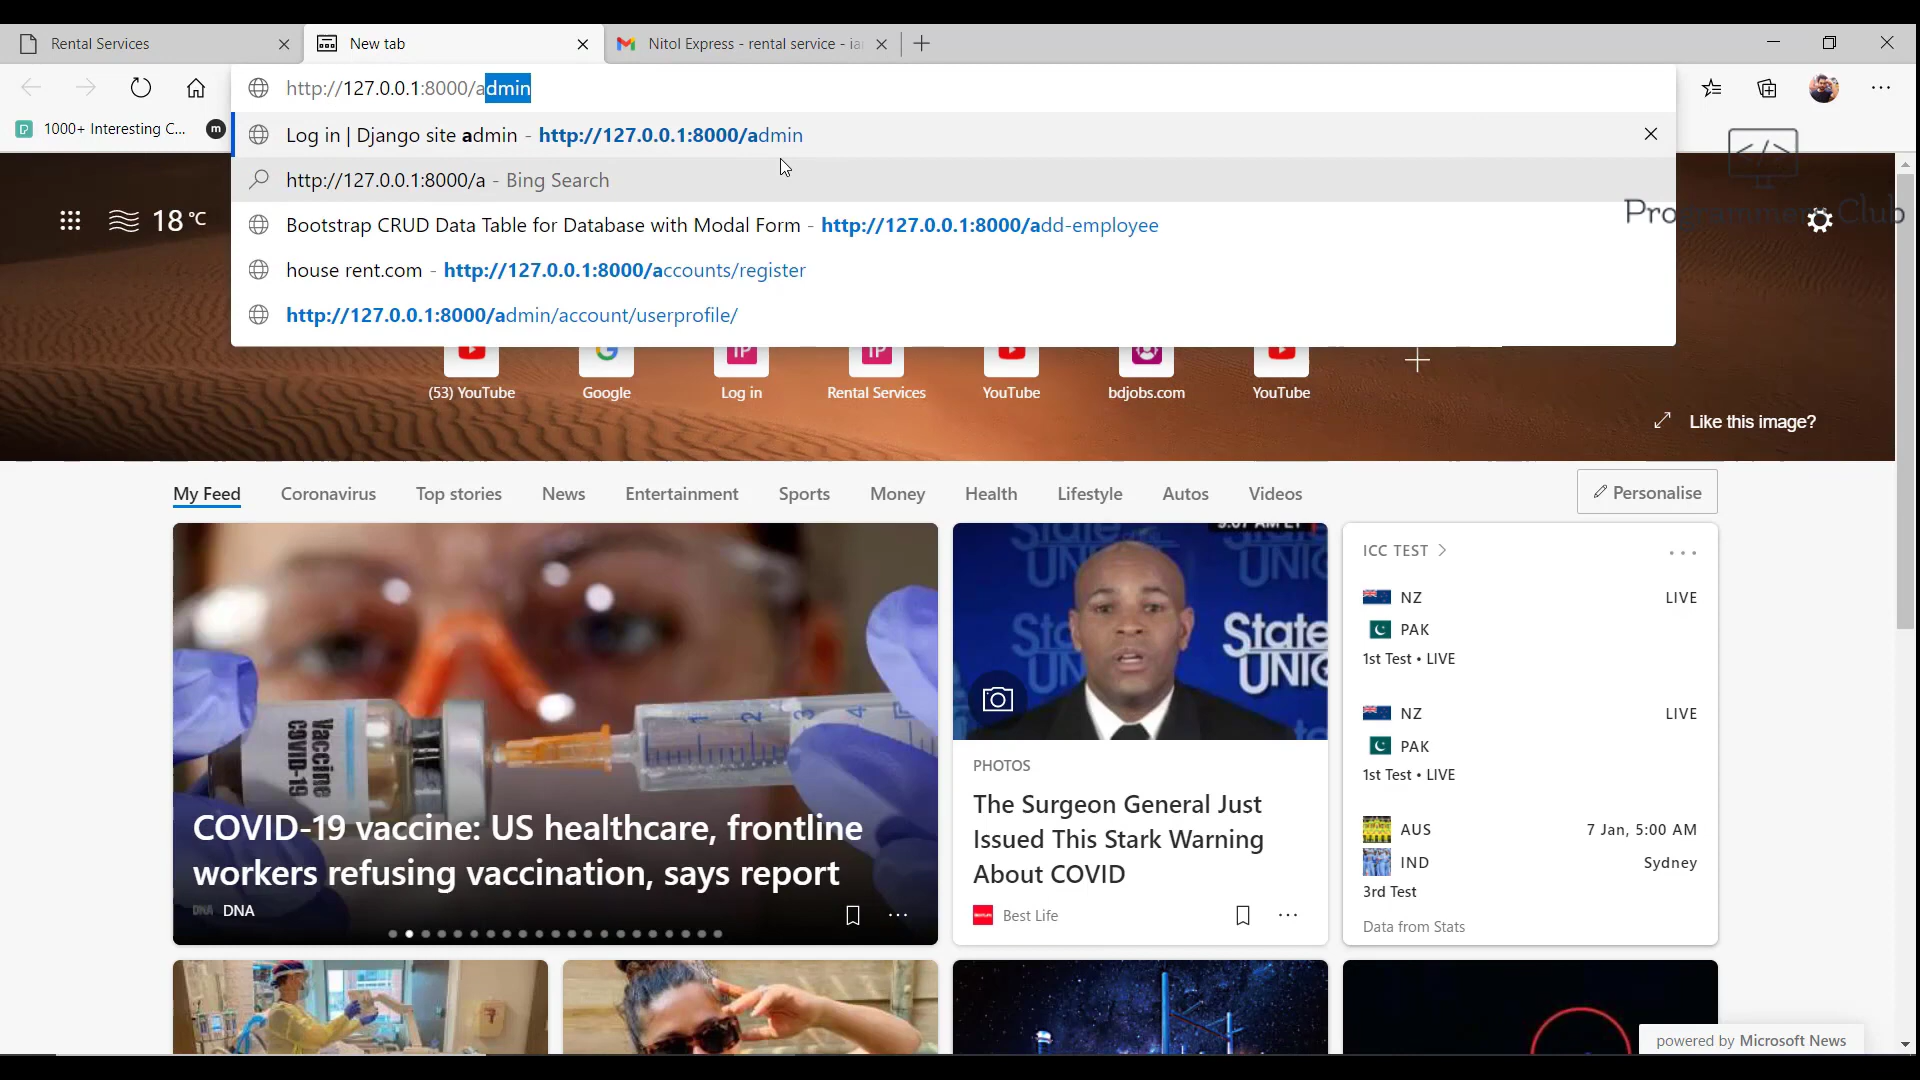 Rental Services
New tab
Nitol Express - rental service - ia
http://127.0.0.1:8000/admin
1000+ Interesting C...
m
Log in | Django site admin - http://127.0.0.1:8000/admin
http://127.0.0.1:8000/a - Bing Search
Bootstrap CRUD Data Table for Database with Modal Form - http://127.0.0.1:8000/add-employee
house rent.com - http://127.0.0.1:8000/accounts/register
http://127.0.0.1:8000/admin/account/userprofile/
18 °C
Programmer Club
(53) YouTube
Google
Log in
Rental Services
YouTube
bdjobs.com
YouTube
Like this image?
My Feed
Coronavirus
Top stories
News
Entertainment
Sports
Money
Health
Lifestyle
Autos
Videos
Personalise
Vaccine
COVID-19
COVID-19 vaccine: US healthcare, frontline
workers refusing vaccination, says report
DNA DNA
State
UNIO
PHOTOS
The Surgeon General Just
Issued This Stark Warning
About COVID
Best Life
ICC TEST
NZ LIVE
PAK
1st Test • LIVE
NZ LIVE
PAK
1st Test • LIVE
AUS 7 Jan, 5:00 AM
IND Sydney
3rd Test
Data from Stats
powered by Microsoft News